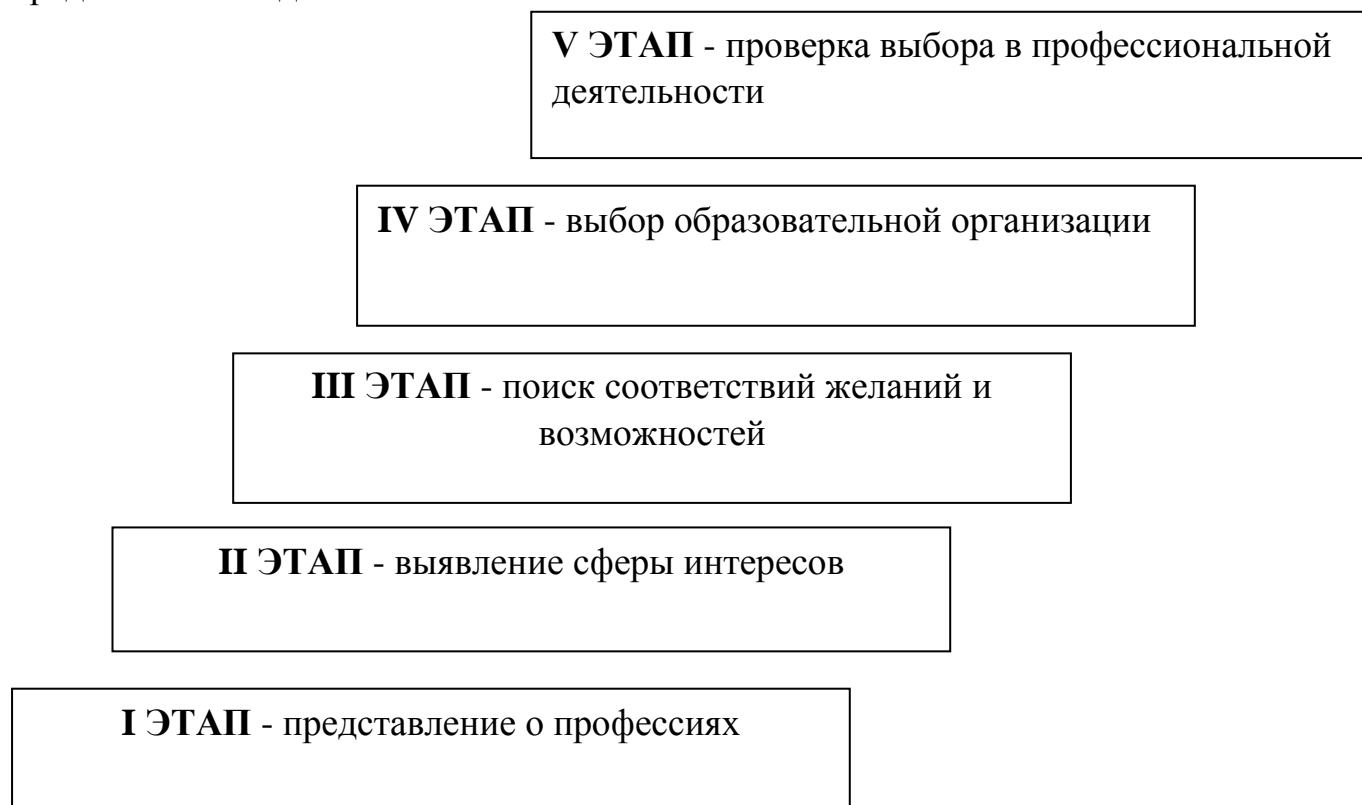 V ЭТАП - проверка выбора в профессиональной
деятельности
IV ЭТАП - выбор образовательной организации
III ЭТАП - поиск соответствий желаний и
возможностей
II ЭТАП - выявление сферы интересов
I ЭТАП - представление о профессиях